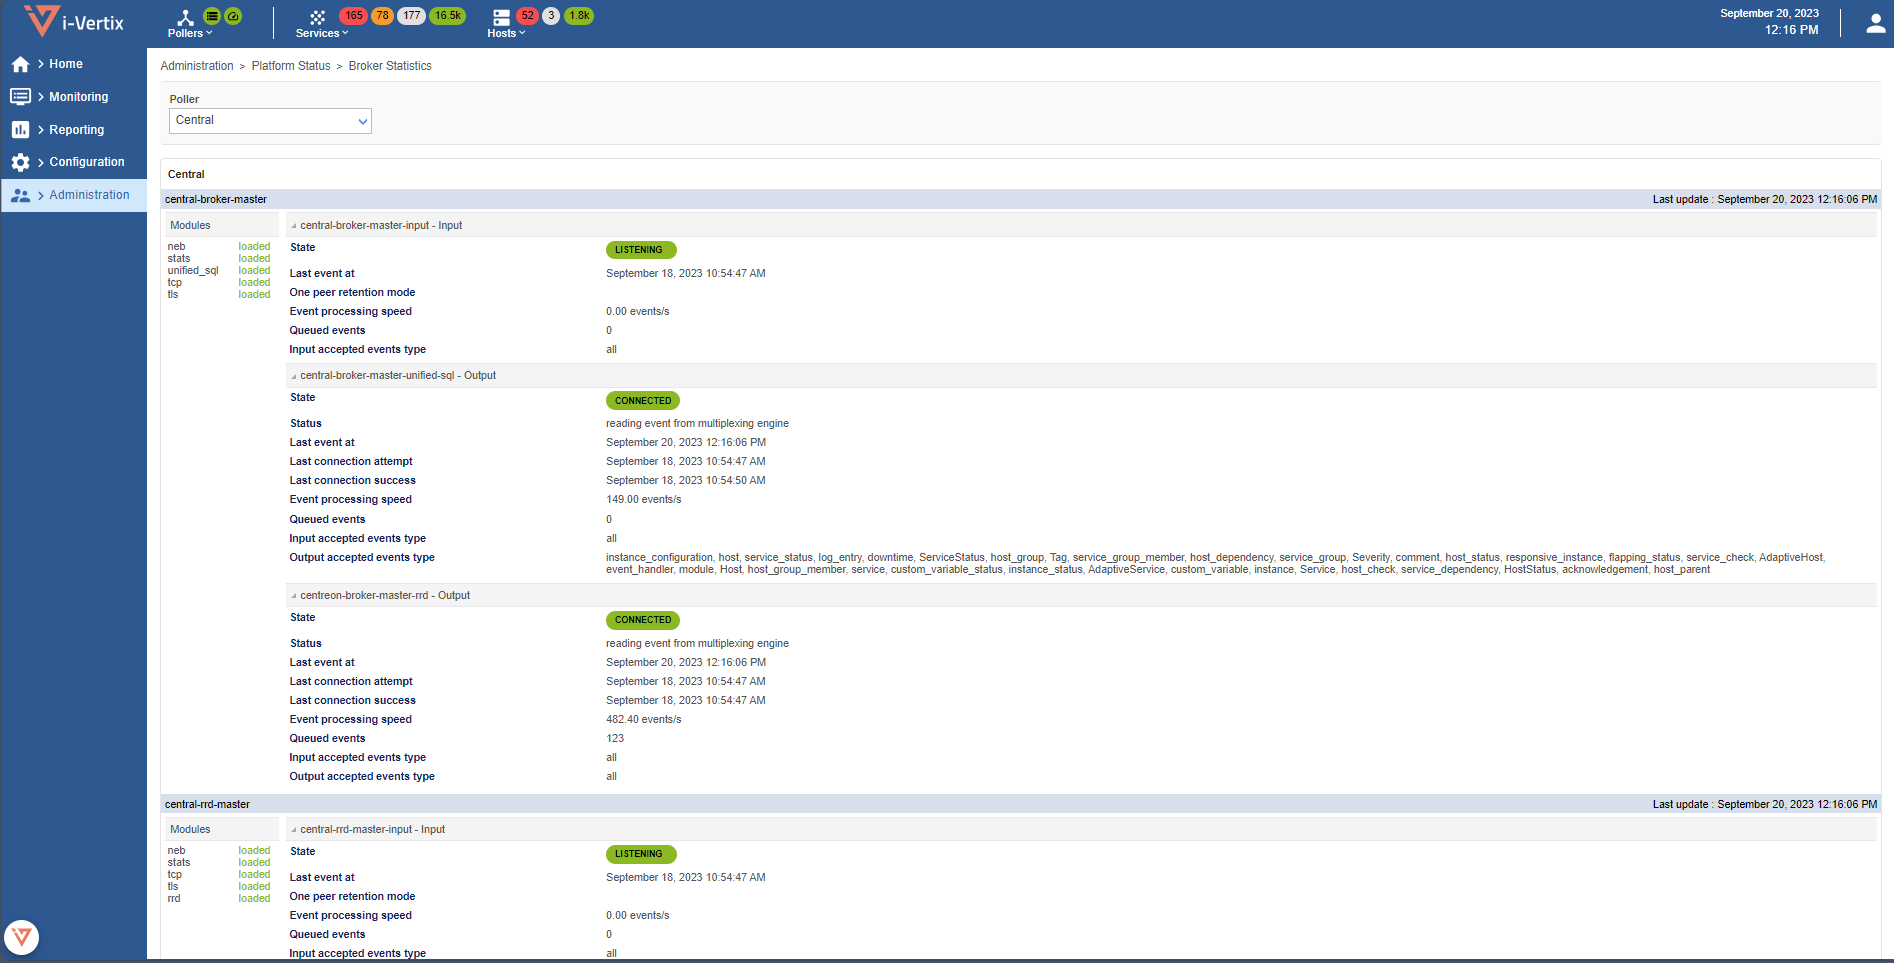 i-Vertix
Pollers
Services
165 78 177 16.5k
Hosts
52 3 1.8k
September 20, 2023
12:16 PM
Home
Monitoring
Reporting
Configuration
Administration
Administration > Platform Status > Broker Statistics
Poller
Central
Central
central-broker-master Last update : September 20, 2023 12:16:06 PM
Modules
neb loaded
stats loaded
unified_sql loaded
tcp loaded
tls loaded
central-broker-master-input - Input
State LISTENING
Last event at September 18, 2023 10:54:47 AM
One peer retention mode
Event processing speed 0.00 events/s
Queued events 0
Input accepted events type all
central-broker-master-unified-sql - Output
State CONNECTED
Status reading event from multiplexing engine
Last event at September 20, 2023 12:16:06 PM
Last connection attempt September 18, 2023 10:54:47 AM
Last connection success September 18, 2023 10:54:50 AM
Event processing speed 149.00 events/s
Queued events 0
Input accepted events type all
Output accepted events type instance_configuration, host, service_status, log_entry, downtime, ServiceStatus, host_group, Tag, service_group_member, host_dependency, service_group, Severity, comment, host_status, responsive_instance, flapping_status, service_check, AdaptiveHost,
event_handler, module, Host, host_group_member, service, custom_variable_status, instance_status, AdaptiveService, custom_variable, instance, Service, host_check, service_dependency, HostStatus, acknowledgement, host_parent
centreon-broker-master-rrd - Output
State CONNECTED
Status reading event from multiplexing engine
Last event at September 20, 2023 12:16:06 PM
Last connection attempt September 18, 2023 10:54:47 AM
Last connection success September 18, 2023 10:54:47 AM
Event processing speed 482.40 events/s
Queued events 123
Input accepted events type all
Output accepted events type all
central-rrd-master Last update : September 20, 2023 12:16:06 PM
Modules
neb loaded
stats loaded
tcp loaded
tls loaded
rrd loaded
central-rrd-master-input - Input
State LISTENING
Last event at September 18, 2023 10:54:47 AM
One peer retention mode
Event processing speed 0.00 events/s
Queued events 0
Input accepted events type all